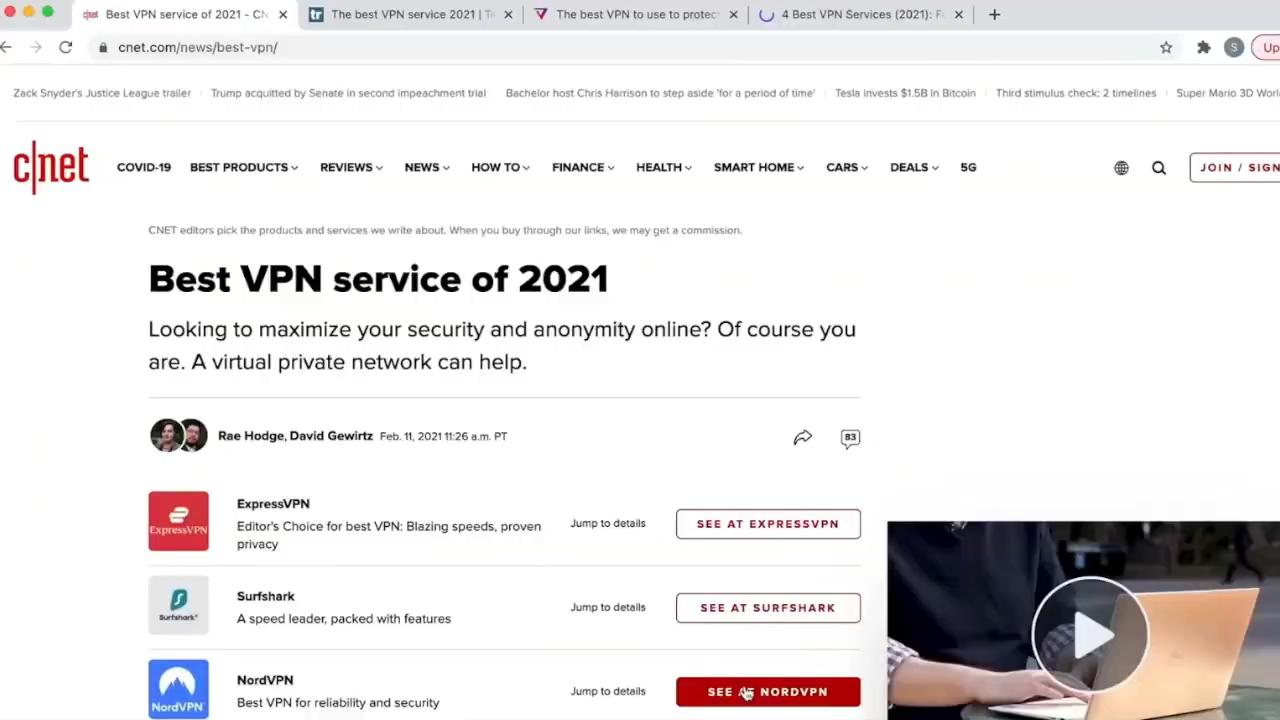 Best VPN service of 2021 - CN
The best VPN service 2021 | Te
The best VPN to use to protec
4 Best VPN Services (2021): F
cnet.com/news/best-vpn/
S
Up
Zack Snyder's Justice League trailer
Trump acquitted by Senate in second impeachment trial
Bachelor host Chris Harrison to step aside 'for a period of time'
Tesla invests $1.5B in Bitcoin
Third stimulus check: 2 timelines
Super Mario 3D World
c|net
COVID-19
BEST PRODUCTS
REVIEWS
NEWS
HOW TO
FINANCE
HEALTH
SMART HOME
CARS
DEALS
5G
JOIN / SIGN
CNET editors pick the products and services we write about. When you buy through our links, we may get a commission.
Best VPN service of 2021
Looking to maximize your security and anonymity online? Of course you
are. A virtual private network can help.
Rae Hodge, David Gewirtz Feb. 11, 2021 11:26 a.m. PT
83
ExpressVPN
ExpressVPN
Editor's Choice for best VPN: Blazing speeds, proven
privacy
Jump to details
SEE AT EXPRESSVPN
Surfshark
Surfshark
A speed leader, packed with features
Jump to details
SEE AT SURFSHARK
NordVPN
NordVPN
Best VPN for reliability and security
Jump to details
SEE AT NORDVPN